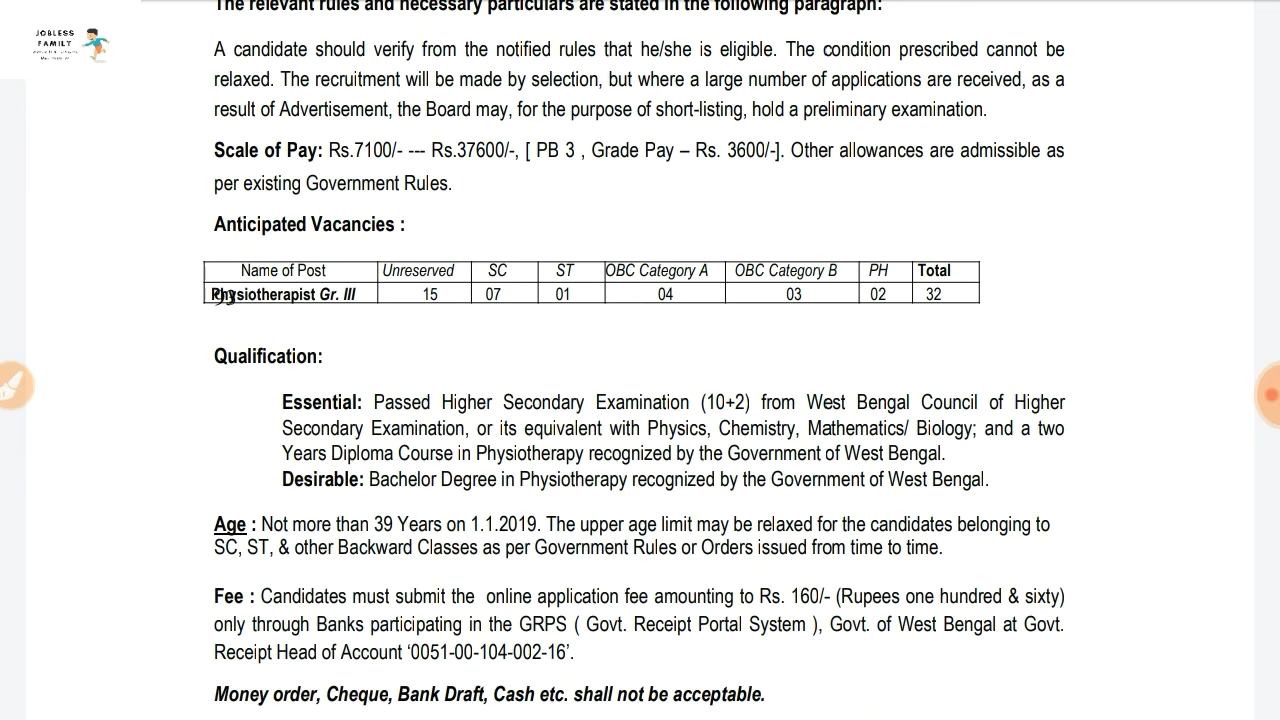 The relevant rules and necessary particulars are stated in the following paragraph:
JOBLESS
FAMILY
A candidate should verify from the notified rules that he/she is eligible. The condition prescribed cannot be
relaxed. The recruitment will be made by selection, but where a large number of applications are received, as a
result of Advertisement, the Board may, for the purpose of short-listing, hold a preliminary examination.
Scale of Pay: Rs.7100/- --- Rs.37600/-, [ PB 3 , Grade Pay – Rs. 3600/-]. Other allowances are admissible as
per existing Government Rules.
Anticipated Vacancies :
Name of Post Unreserved SC ST OBC Category A OBC Category B PH Total
Physiotherapist Gr. III 15 07 01 04 03 02 32
Qualification:
Essential: Passed Higher Secondary Examination (10+2) from West Bengal Council of Higher
Secondary Examination, or its equivalent with Physics, Chemistry, Mathematics/ Biology; and a two
Years Diploma Course in Physiotherapy recognized by the Government of West Bengal.
Desirable: Bachelor Degree in Physiotherapy recognized by the Government of West Bengal.
Age : Not more than 39 Years on 1.1.2019. The upper age limit may be relaxed for the candidates belonging to
SC, ST, & other Backward Classes as per Government Rules or Orders issued from time to time.
Fee : Candidates must submit the online application fee amounting to Rs. 160/- (Rupees one hundred & sixty)
only through Banks participating in the GRPS ( Govt. Receipt Portal System ), Govt. of West Bengal at Govt.
Receipt Head of Account ‘0051-00-104-002-16’.
Money order, Cheque, Bank Draft, Cash etc. shall not be acceptable.